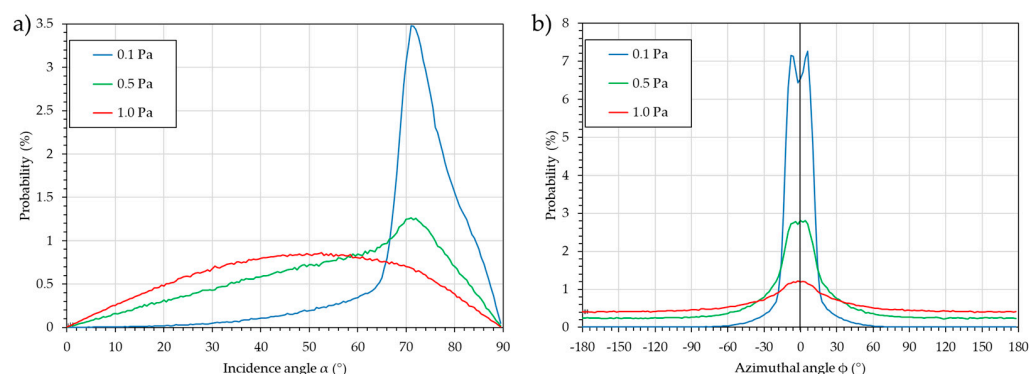 a)
3.5
3
2.5
2
1.5
1
0.5
0
Probability (%)
0.1 Pa
0.5 Pa
1.0 Pa
0 10 20 30 40 50 60 70 80 90
Incidence angle α (°)
b)
8
7
6
5
4
3
2
1
0
Probability (%)
0.1 Pa
0.5 Pa
1.0 Pa
-180 -150 -120 -90 -60 -30 0 30 60 90 120 150 180
Azimuthal angle ϕ (°)